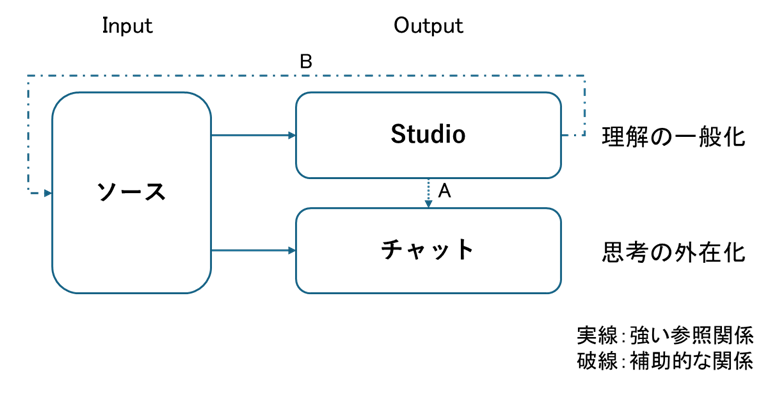 Input
Output
B
Studio
理解の一般化
ソース
A
チャット
思考の外在化
実線：強い参照関係
破線：補助的な関係